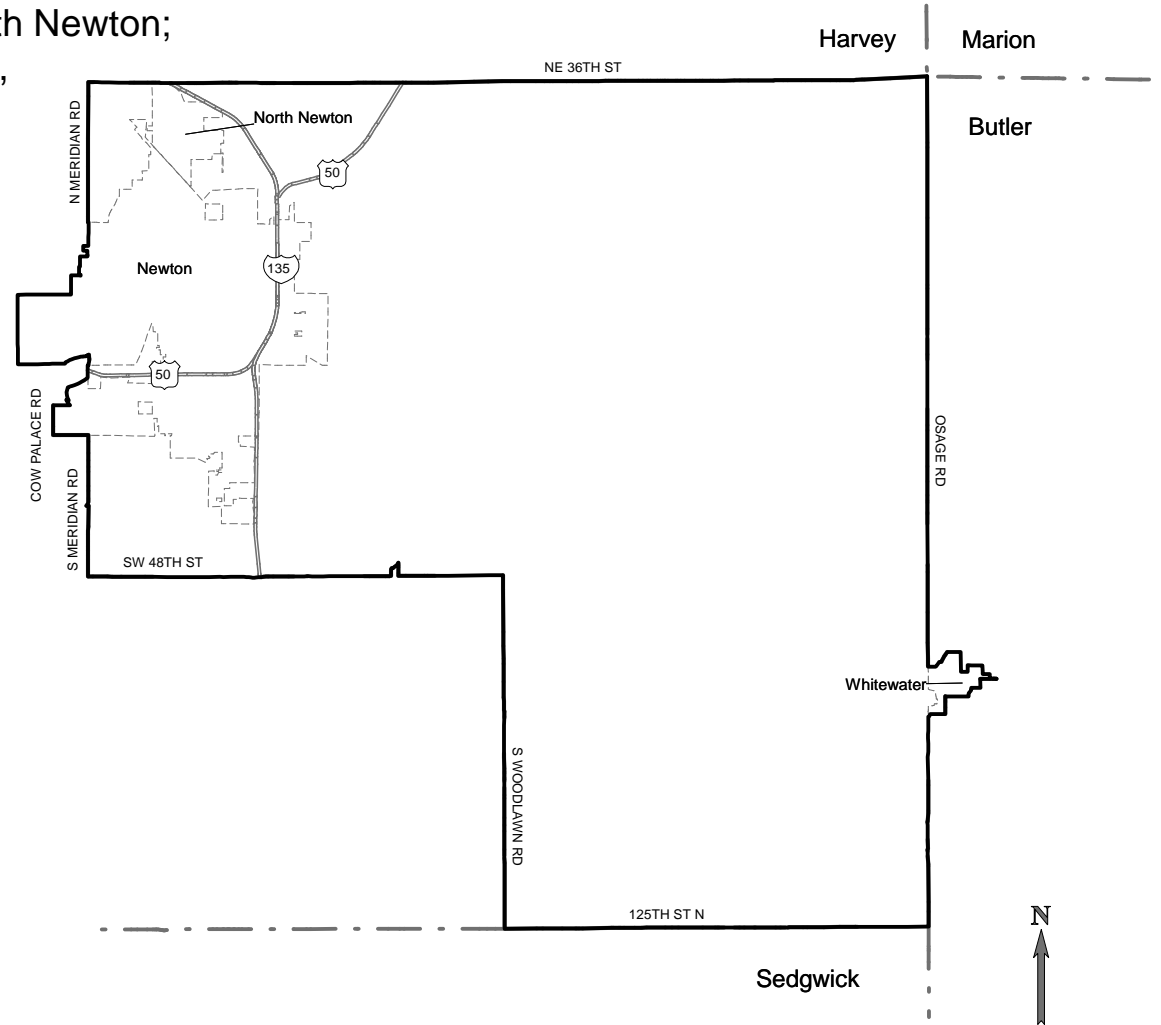 th Newton;
,
Harvey
Marion
NE 36TH ST
Butler
N MERIDIAN RD
North Newton
50
Newton
135
50
COW PALACE RD
OSAGE RD
S MERIDIAN RD
SW 48TH ST
Whitewater
S WOODLAWN RD
125TH ST N
N
Sedgwick